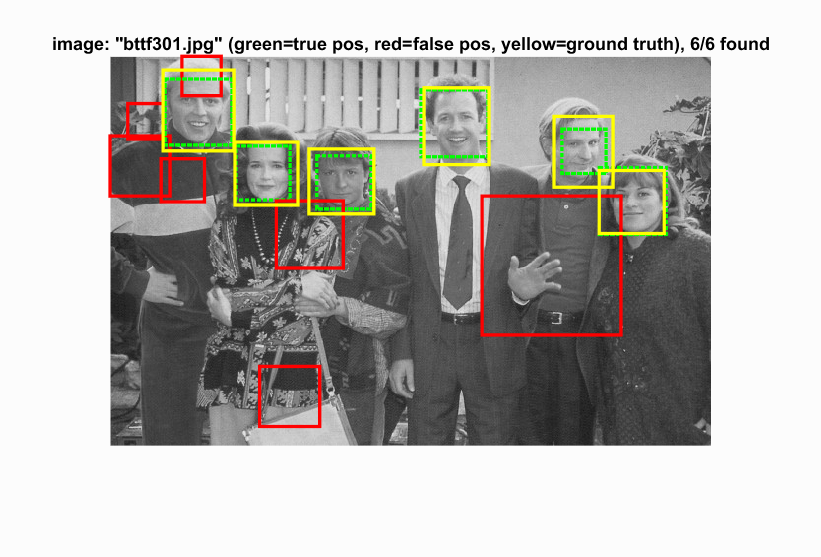 image: "bttf301.jpg" (green=true pos, red=false pos, yellow=ground truth), 6/6 found